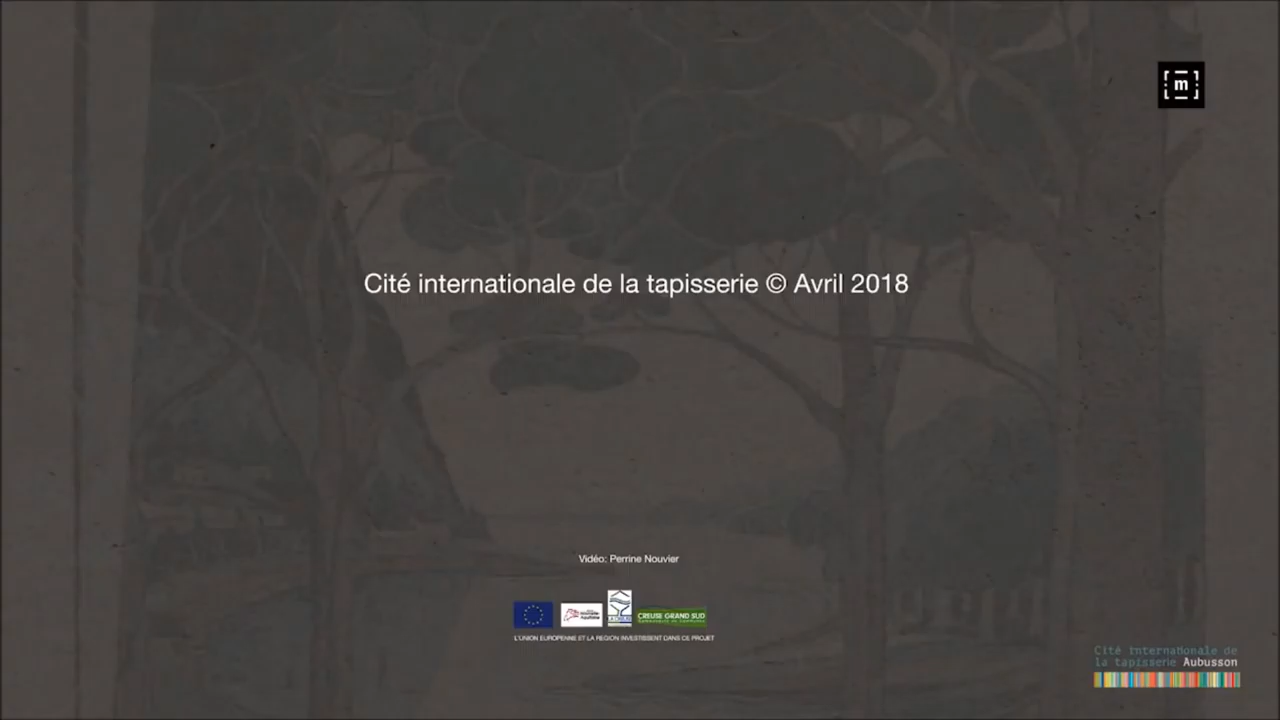 m
Cité internationale de la tapisserie © Avril 2018
Vidéo: Perrine Nouvier
CREUSE GRAND SUD
L'UNION EUROPEENNE ET LA REGION INVESTISSENT DANS CE PROJET
Cité internationale de
la tapisserie Aubusson